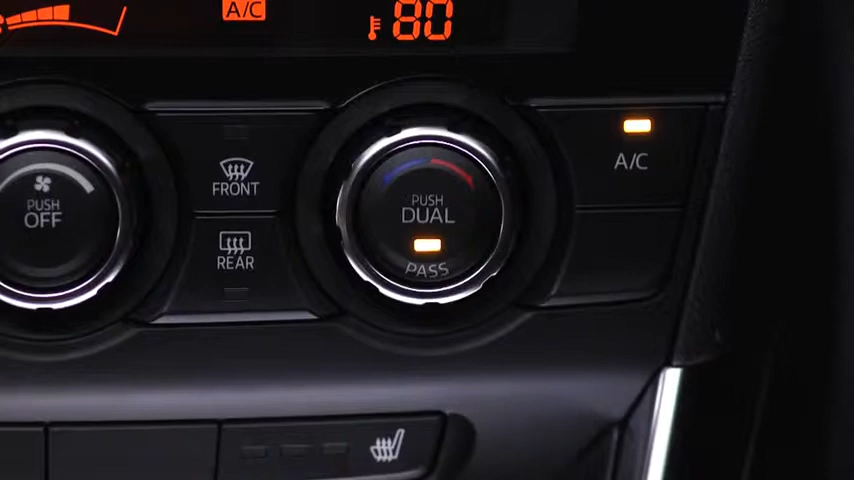 A/C
80
PUSH
OFF
FRONT
REAR
PUSH
DUAL
PASS
A/C